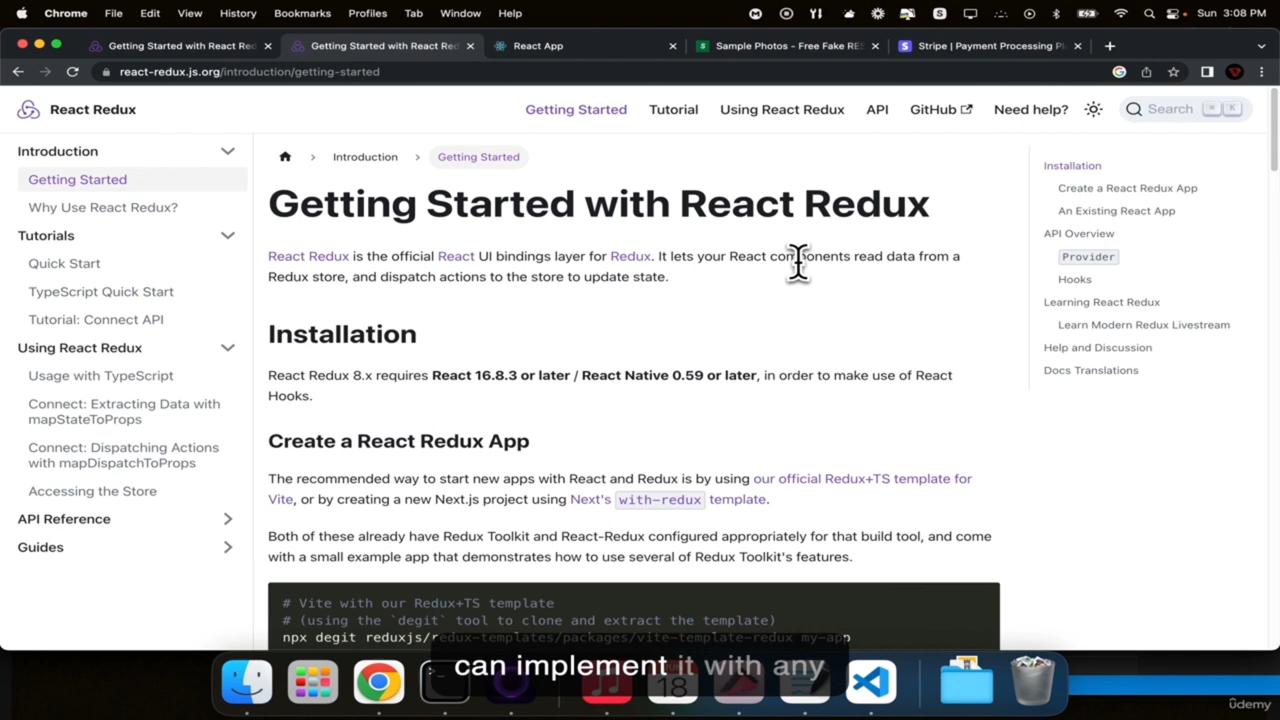 Chrome File Edit View History Bookmarks Profiles Tab Window Help Sun 3:08 PM
Getting Started with React Red Getting Started with React Red React App Sample Photos - Free Fake RES Stripe | Payment Processing Pl
react-redux.js.org/introduction/getting-started
React Redux Getting Started Tutorial Using React Redux API GitHub Need help? Search ⌘ K
Introduction
Getting Started
Why Use React Redux?
Tutorials
Quick Start
TypeScript Quick Start
Tutorial: Connect API
Using React Redux
Usage with TypeScript
Connect: Extracting Data with
mapStateToProps
Connect: Dispatching Actions
with mapDispatchToProps
Accessing the Store
API Reference
Guides
Introduction Getting Started
Getting Started with React Redux
React Redux is the official React UI bindings layer for Redux. It lets your React components read data from a
Redux store, and dispatch actions to the store to update state.
Installation
React Redux 8.x requires React 16.8.3 or later / React Native 0.59 or later, in order to make use of React
Hooks.
Create a React Redux App
The recommended way to start new apps with React and Redux is by using our official Redux+TS template for
Vite, or by creating a new Next.js project using Next's with-redux template.
Both of these already have Redux Toolkit and React-Redux configured appropriately for that build tool, and come
with a small example app that demonstrates how to use several of Redux Toolkit's features.
# Vite with our Redux+TS template
# (using the `degit` tool to clone and extract the template)
npx degit reduxjs/redux-templates/packages/vite-template-redux my-app
Installation
Create a React Redux App
An Existing React App
API Overview
Provider
Hooks
Learning React Redux
Learn Modern Redux Livestream
Help and Discussion
Docs Translations
can implement it with any
18
ûdemy